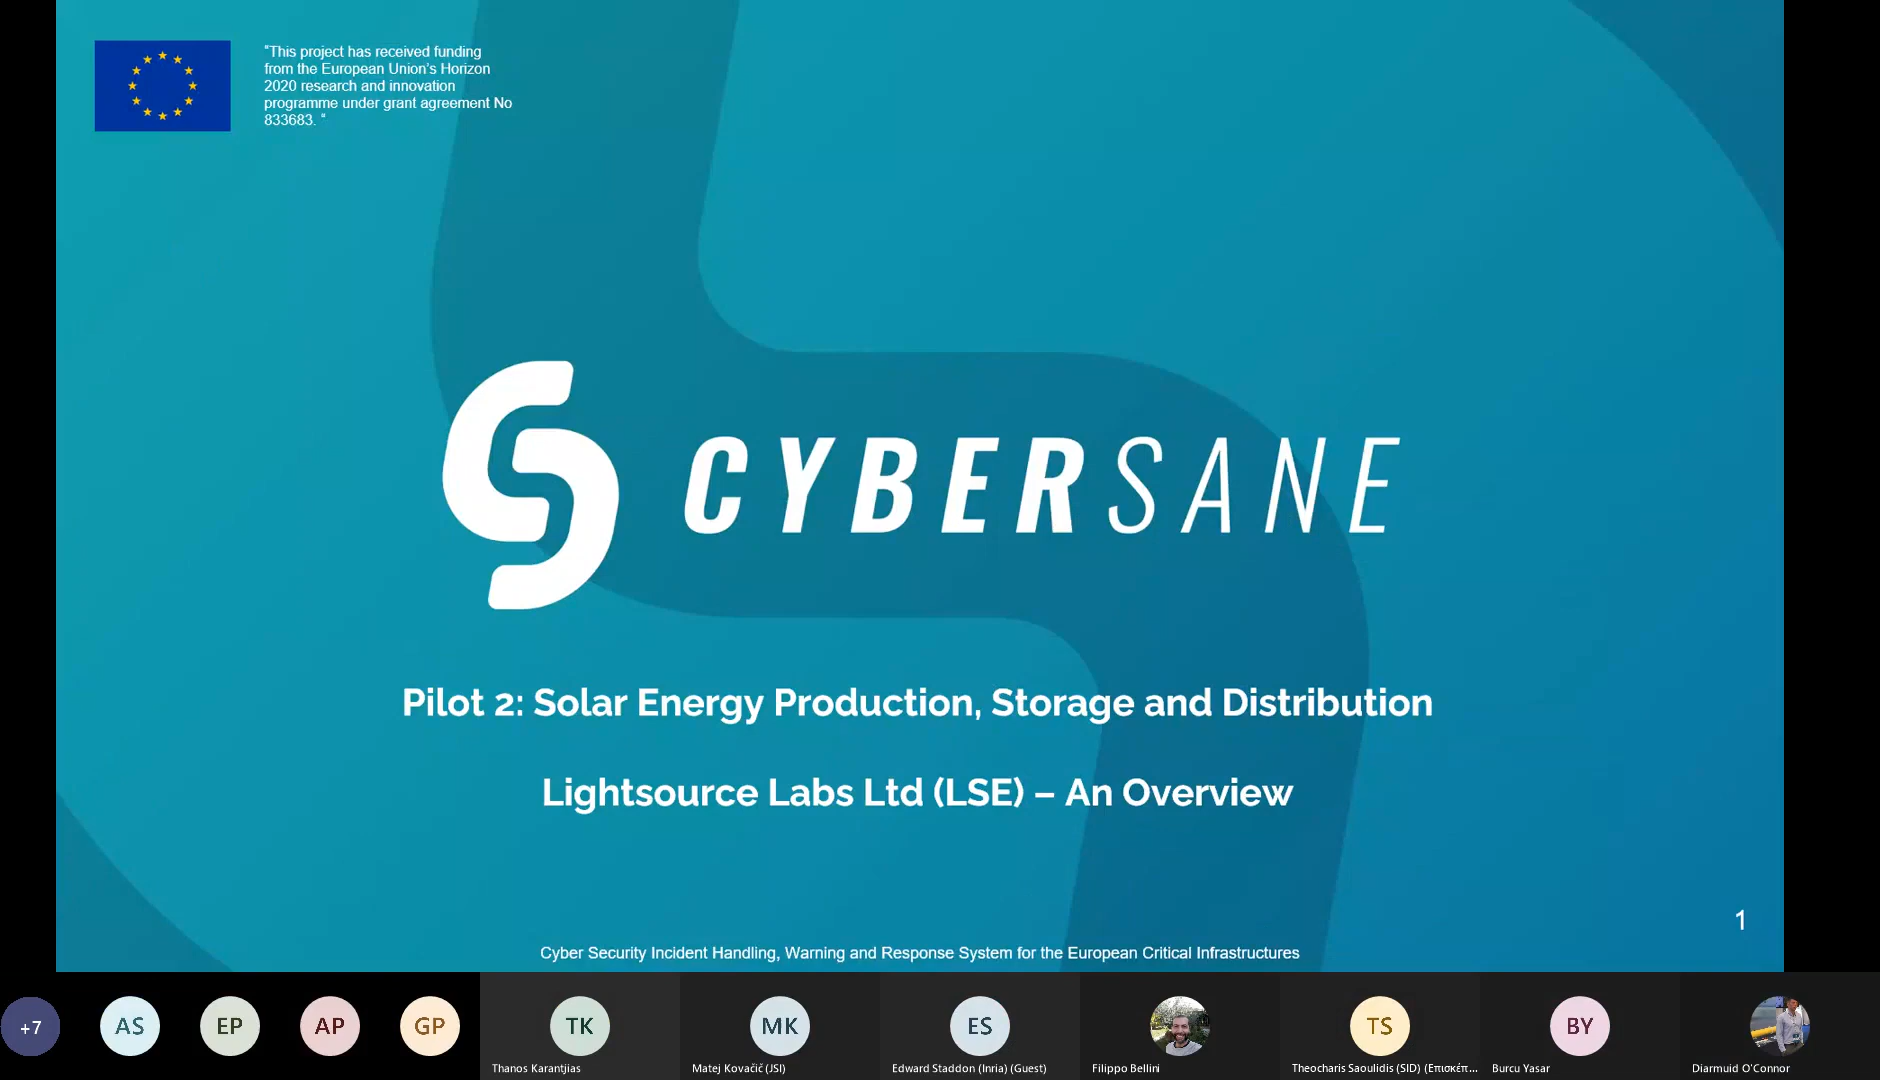 “This project has received funding
from the European Union’s Horizon
2020 research and innovation
programme under grant agreement No
833683. “
CYBERSANE
Pilot 2: Solar Energy Production, Storage and Distribution
Lightsource Labs Ltd (LSE) – An Overview
1
Cyber Security Incident Handling, Warning and Response System for the European Critical Infrastructures
+7
AS
EP
AP
GP
TK
MK
ES
TS
BY
Thanos Karantjias
Matej Kovačič (JSI)
Edward Staddon (Inria) (Guest)
Filippo Bellini
Theocharis Saoulidis (SID) (Επισκέπ...
Burcu Yasar
Diarmuid O'Connor